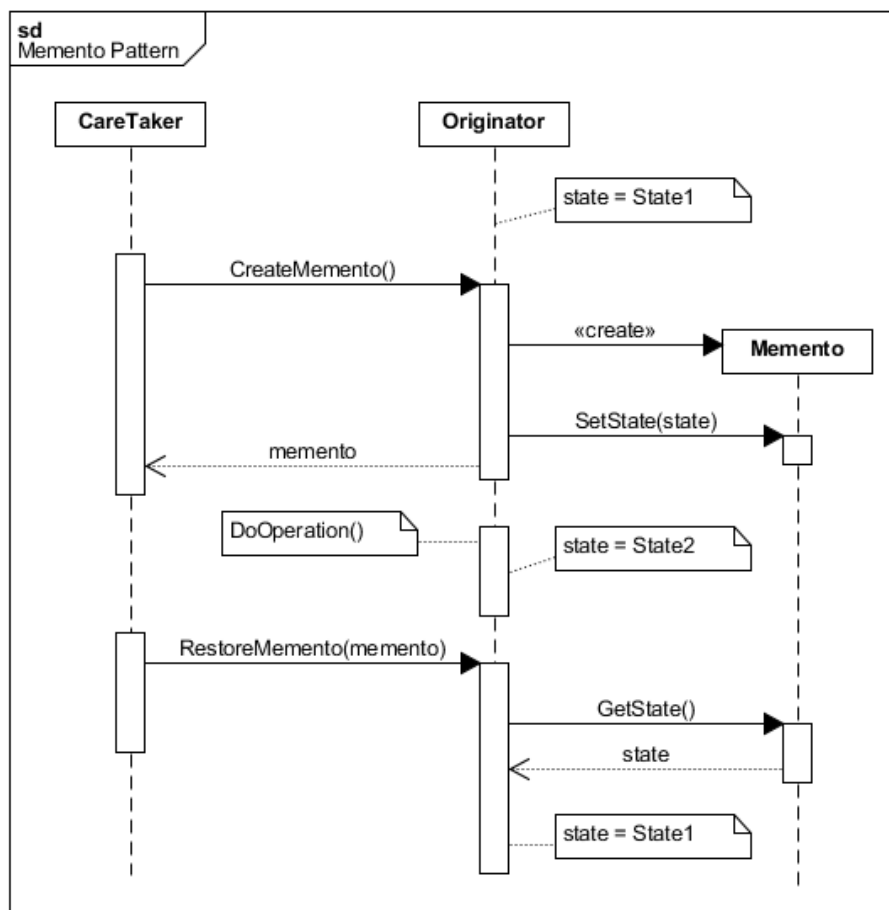 sd
Memento Pattern
CareTaker
Originator
state = State1
CreateMemento()
«create»
Memento
SetState(state)
memento
DoOperation()
state = State2
RestoreMemento(memento)
GetState()
state
state = State1